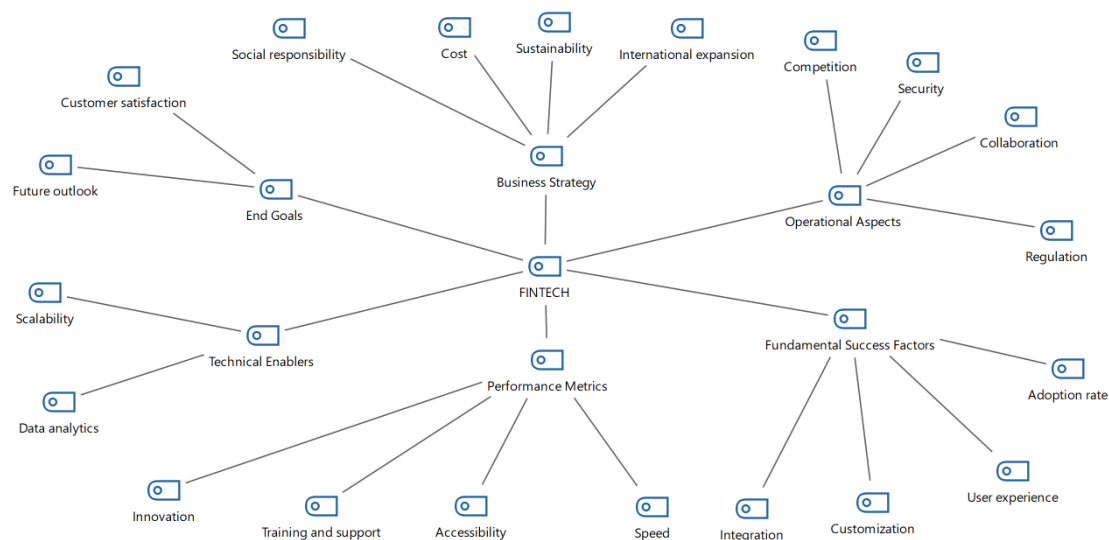 Social responsibility
Cost
Sustainability
International expansion
Competition
Security
Customer satisfaction
Collaboration
Future outlook
Business Strategy
End Goals
Operational Aspects
Regulation
FINTECH
Scalability
Technical Enablers
Fundamental Success Factors
Performance Metrics
Adoption rate
Data analytics
Innovation
Training and support
Accessibility
Speed
Integration
Customization
User experience